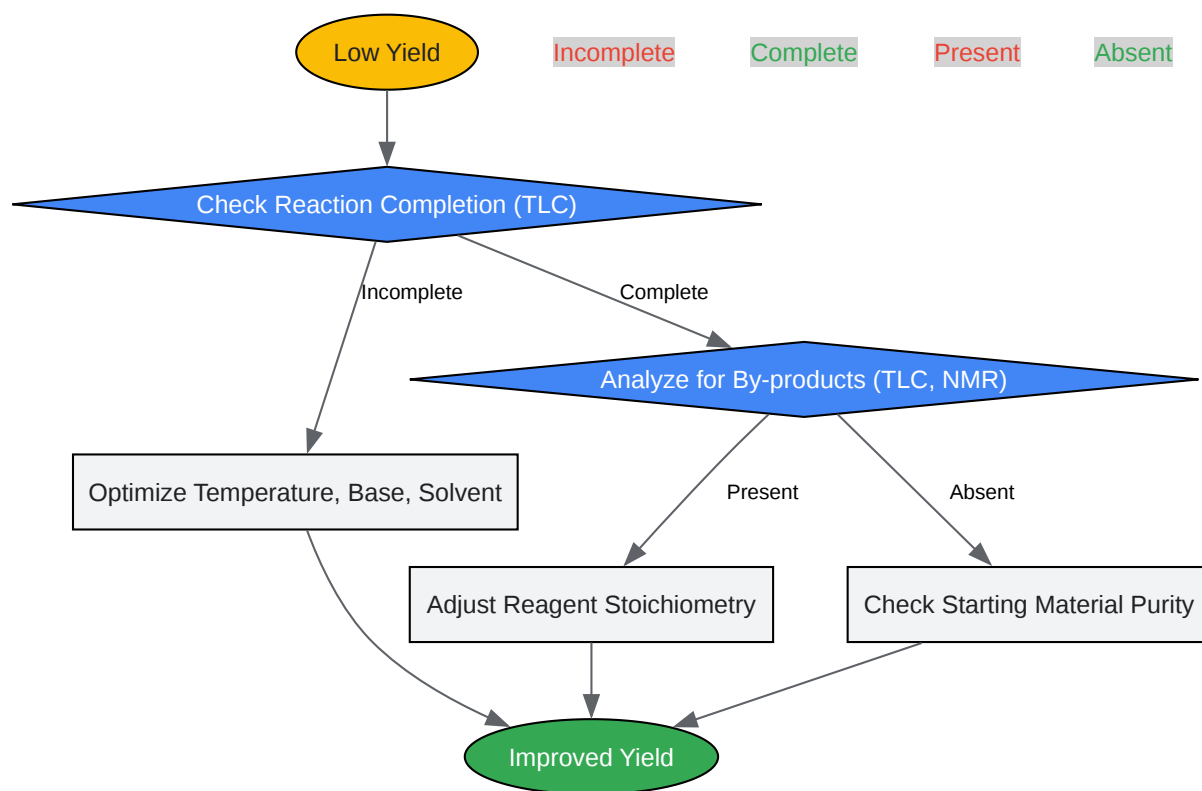 Low Yield
Incomplete
Complete
Present
Absent
Check Reaction Completion (TLC)
Incomplete
Complete
Analyze for By-products (TLC, NMR)
Optimize Temperature, Base, Solvent
Present
Absent
Adjust Reagent Stoichiometry
Check Starting Material Purity
Improved Yield